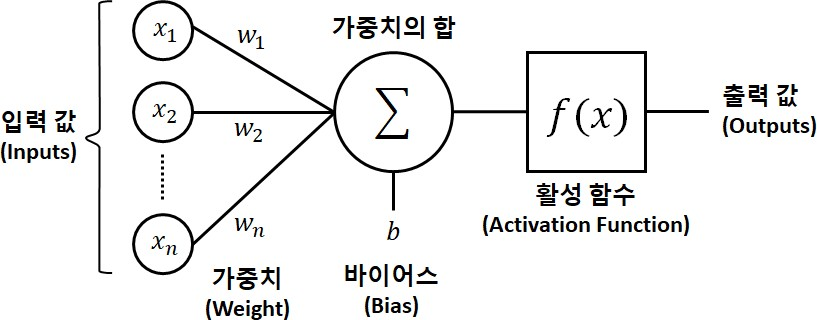 입력 값
(Inputs)
x₁
x₂
xₙ
w₁
w₂
wₙ
가중치
(Weight)
가중치의 합
∑
b
바이어스
(Bias)
f(x)
활성 함수
(Activation Function)
출력 값
(Outputs)